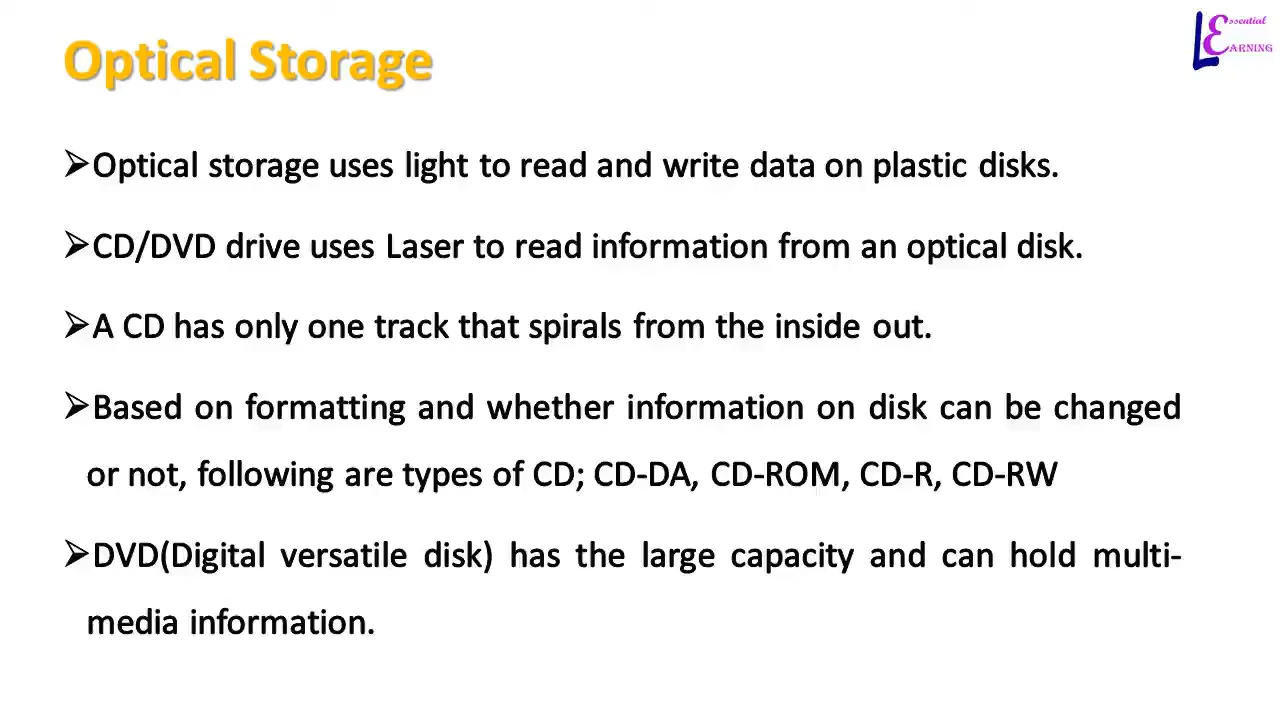 Optical Storage
Essential
LEARNING
➢Optical storage uses light to read and write data on plastic disks.
➢CD/DVD drive uses Laser to read information from an optical disk.
➢A CD has only one track that spirals from the inside out.
➢Based on formatting and whether information on disk can be changed
or not, following are types of CD; CD-DA, CD-ROM, CD-R, CD-RW
➢DVD(Digital versatile disk) has the large capacity and can hold multi-
media information.